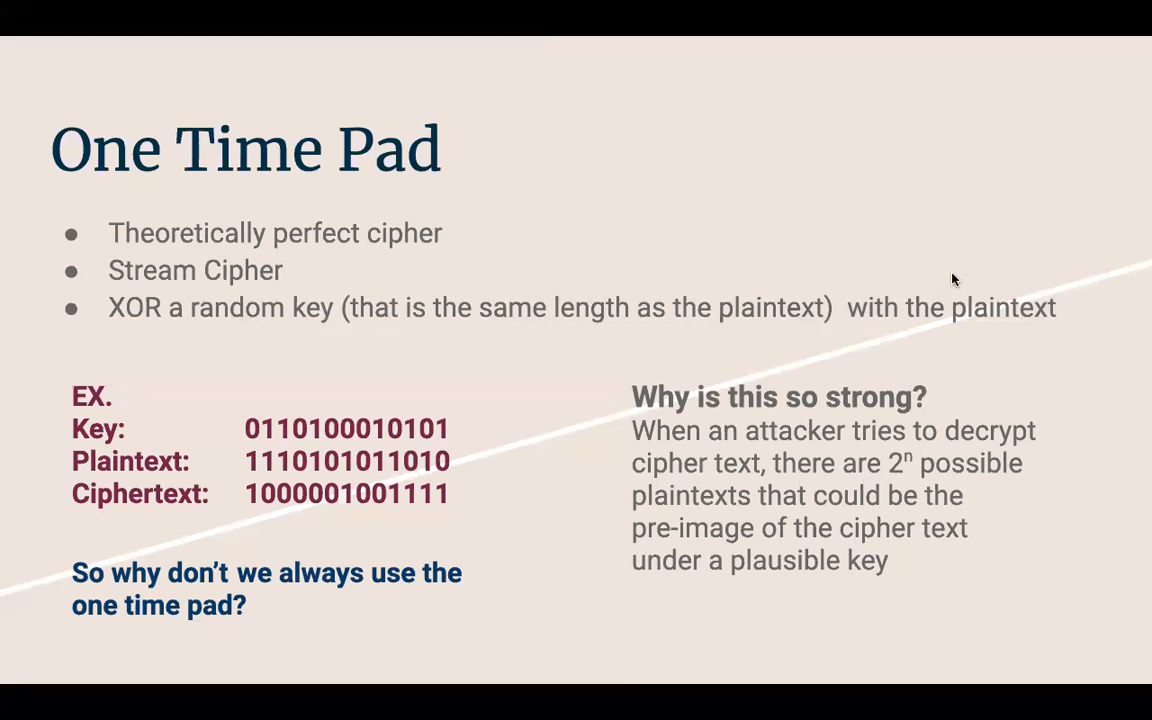 One Time Pad
● Theoretically perfect cipher
● Stream Cipher
● XOR a random key (that is the same length as the plaintext)  with the plaintext
EX.
Key: 0110100010101
Plaintext: 1110101011010
Ciphertext: 1000001001111
So why don’t we always use the
one time pad?
Why is this so strong?
When an attacker tries to decrypt
cipher text, there are 2ⁿ possible
plaintexts that could be the
pre-image of the cipher text
under a plausible key